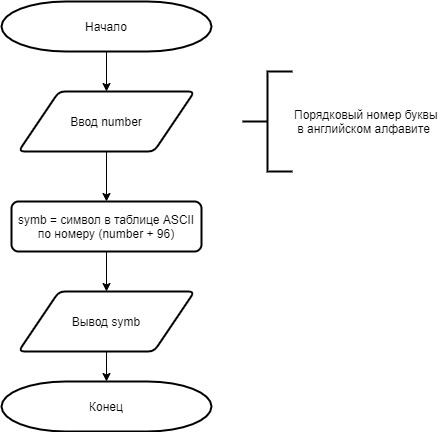 Начало
Ввод number
Порядковый номер буквы
в английском алфавите
symb = символ в таблице ASCII
по номеру (number + 96)
Вывод symb
Конец